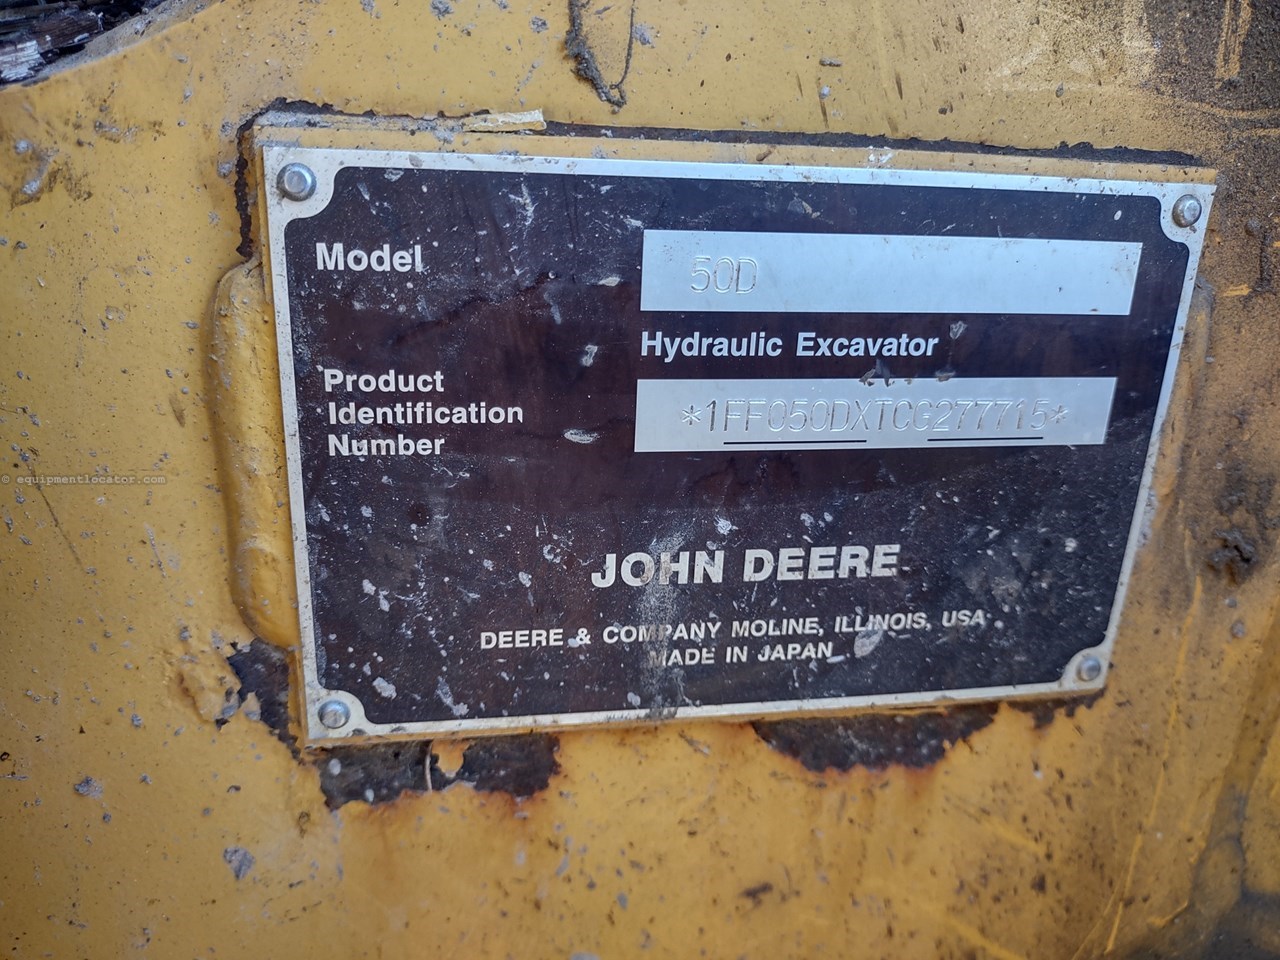 Model
50D
Hydraulic Excavator
Product
Identification
Number
*1FF050DXTCG277715*
JOHN DEERE
DEERE & COMPANY MOLINE, ILLINOIS, USA
MADE IN JAPAN
© equipmentlocator.com